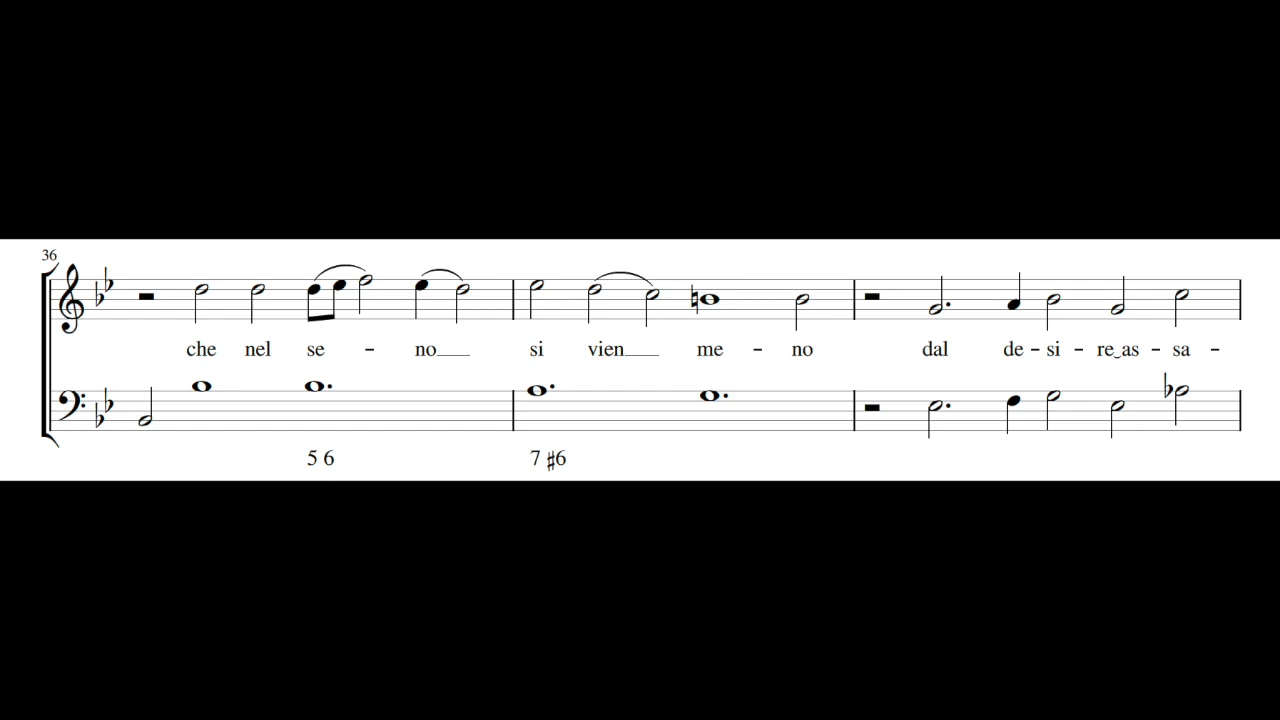 36
che nel se - no si vien me - no dal de - si - re‿as - sa -
5 6 7 ♯6